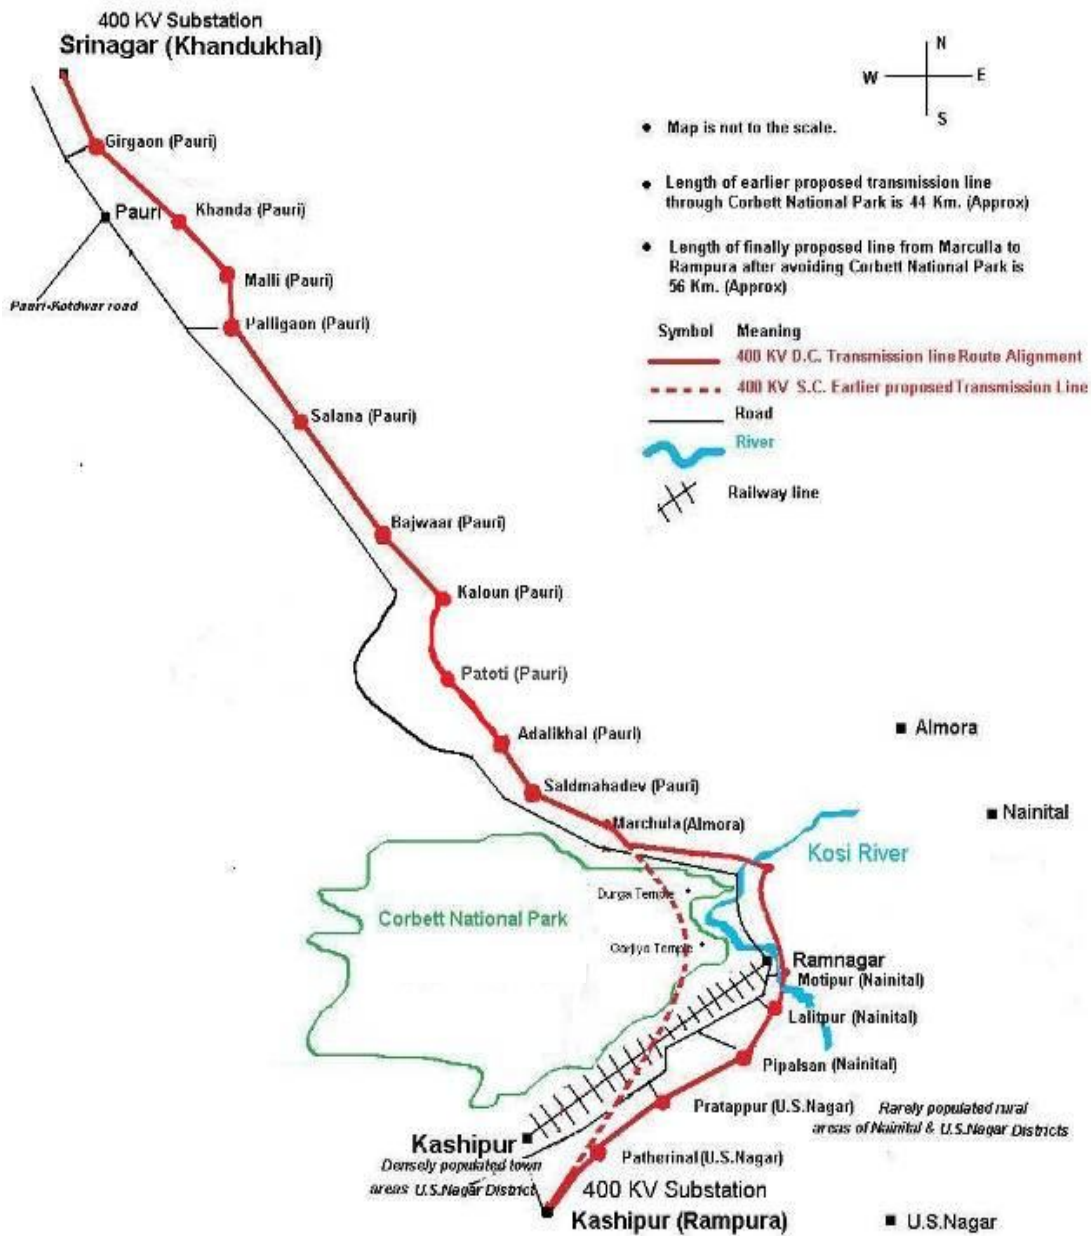 400 KV Substation
Srinagar (Khandukhal)
N
W
E
S
Map is not to the scale.
Girgaon (Pauri)
Length of earlier proposed transmission line
through Corbett National Park is 44 Km. (Approx)
Pauri
Khanda (Pauri)
Length of finally proposed line from Marculla to
Rampura after avoiding Corbett National Park is
56 Km. (Approx)
Malli (Pauri)
Pauri-Kotdwar road
Palligaon (Pauri)
Symbol Meaning
400 KV D.C. Transmission line Route Alignment
400 KV S.C. Earlier proposed Transmission Line
Road
River
Railway line
Salana (Pauri)
Bajwaar (Pauri)
Kaloun (Pauri)
Patoti (Pauri)
Adalikhal (Pauri)
Almora
Saldmahadev (Pauri)
Nainital
Marchula (Almora)
Kosi River
Durga Temple
Corbett National Park
Garjiya Temple
Ramnagar
Motipur (Nainital)
Lalitpur (Nainital)
Pipalsan (Nainital)
Pratappur (U.S.Nagar)
Rarely populated rural
areas of Nainital & U.S.Nagar Districts
Kashipur
Densely populated town
areas U.S.Nagar District
Patherinal (U.S.Nagar)
400 KV Substation
Kashipur (Rampura)
U.S.Nagar